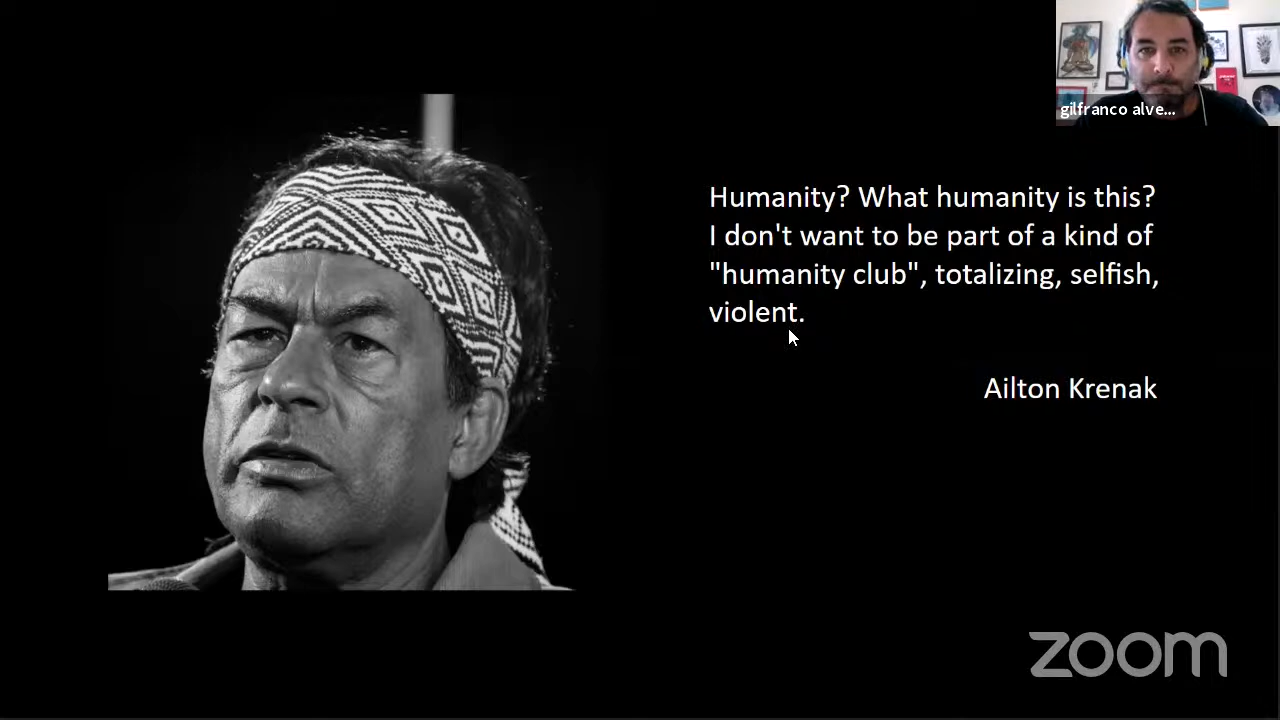 gilfranco alve...
Humanity? What humanity is this?
I don't want to be part of a kind of
"humanity club", totalizing, selfish,
violent.
Ailton Krenak
zoom